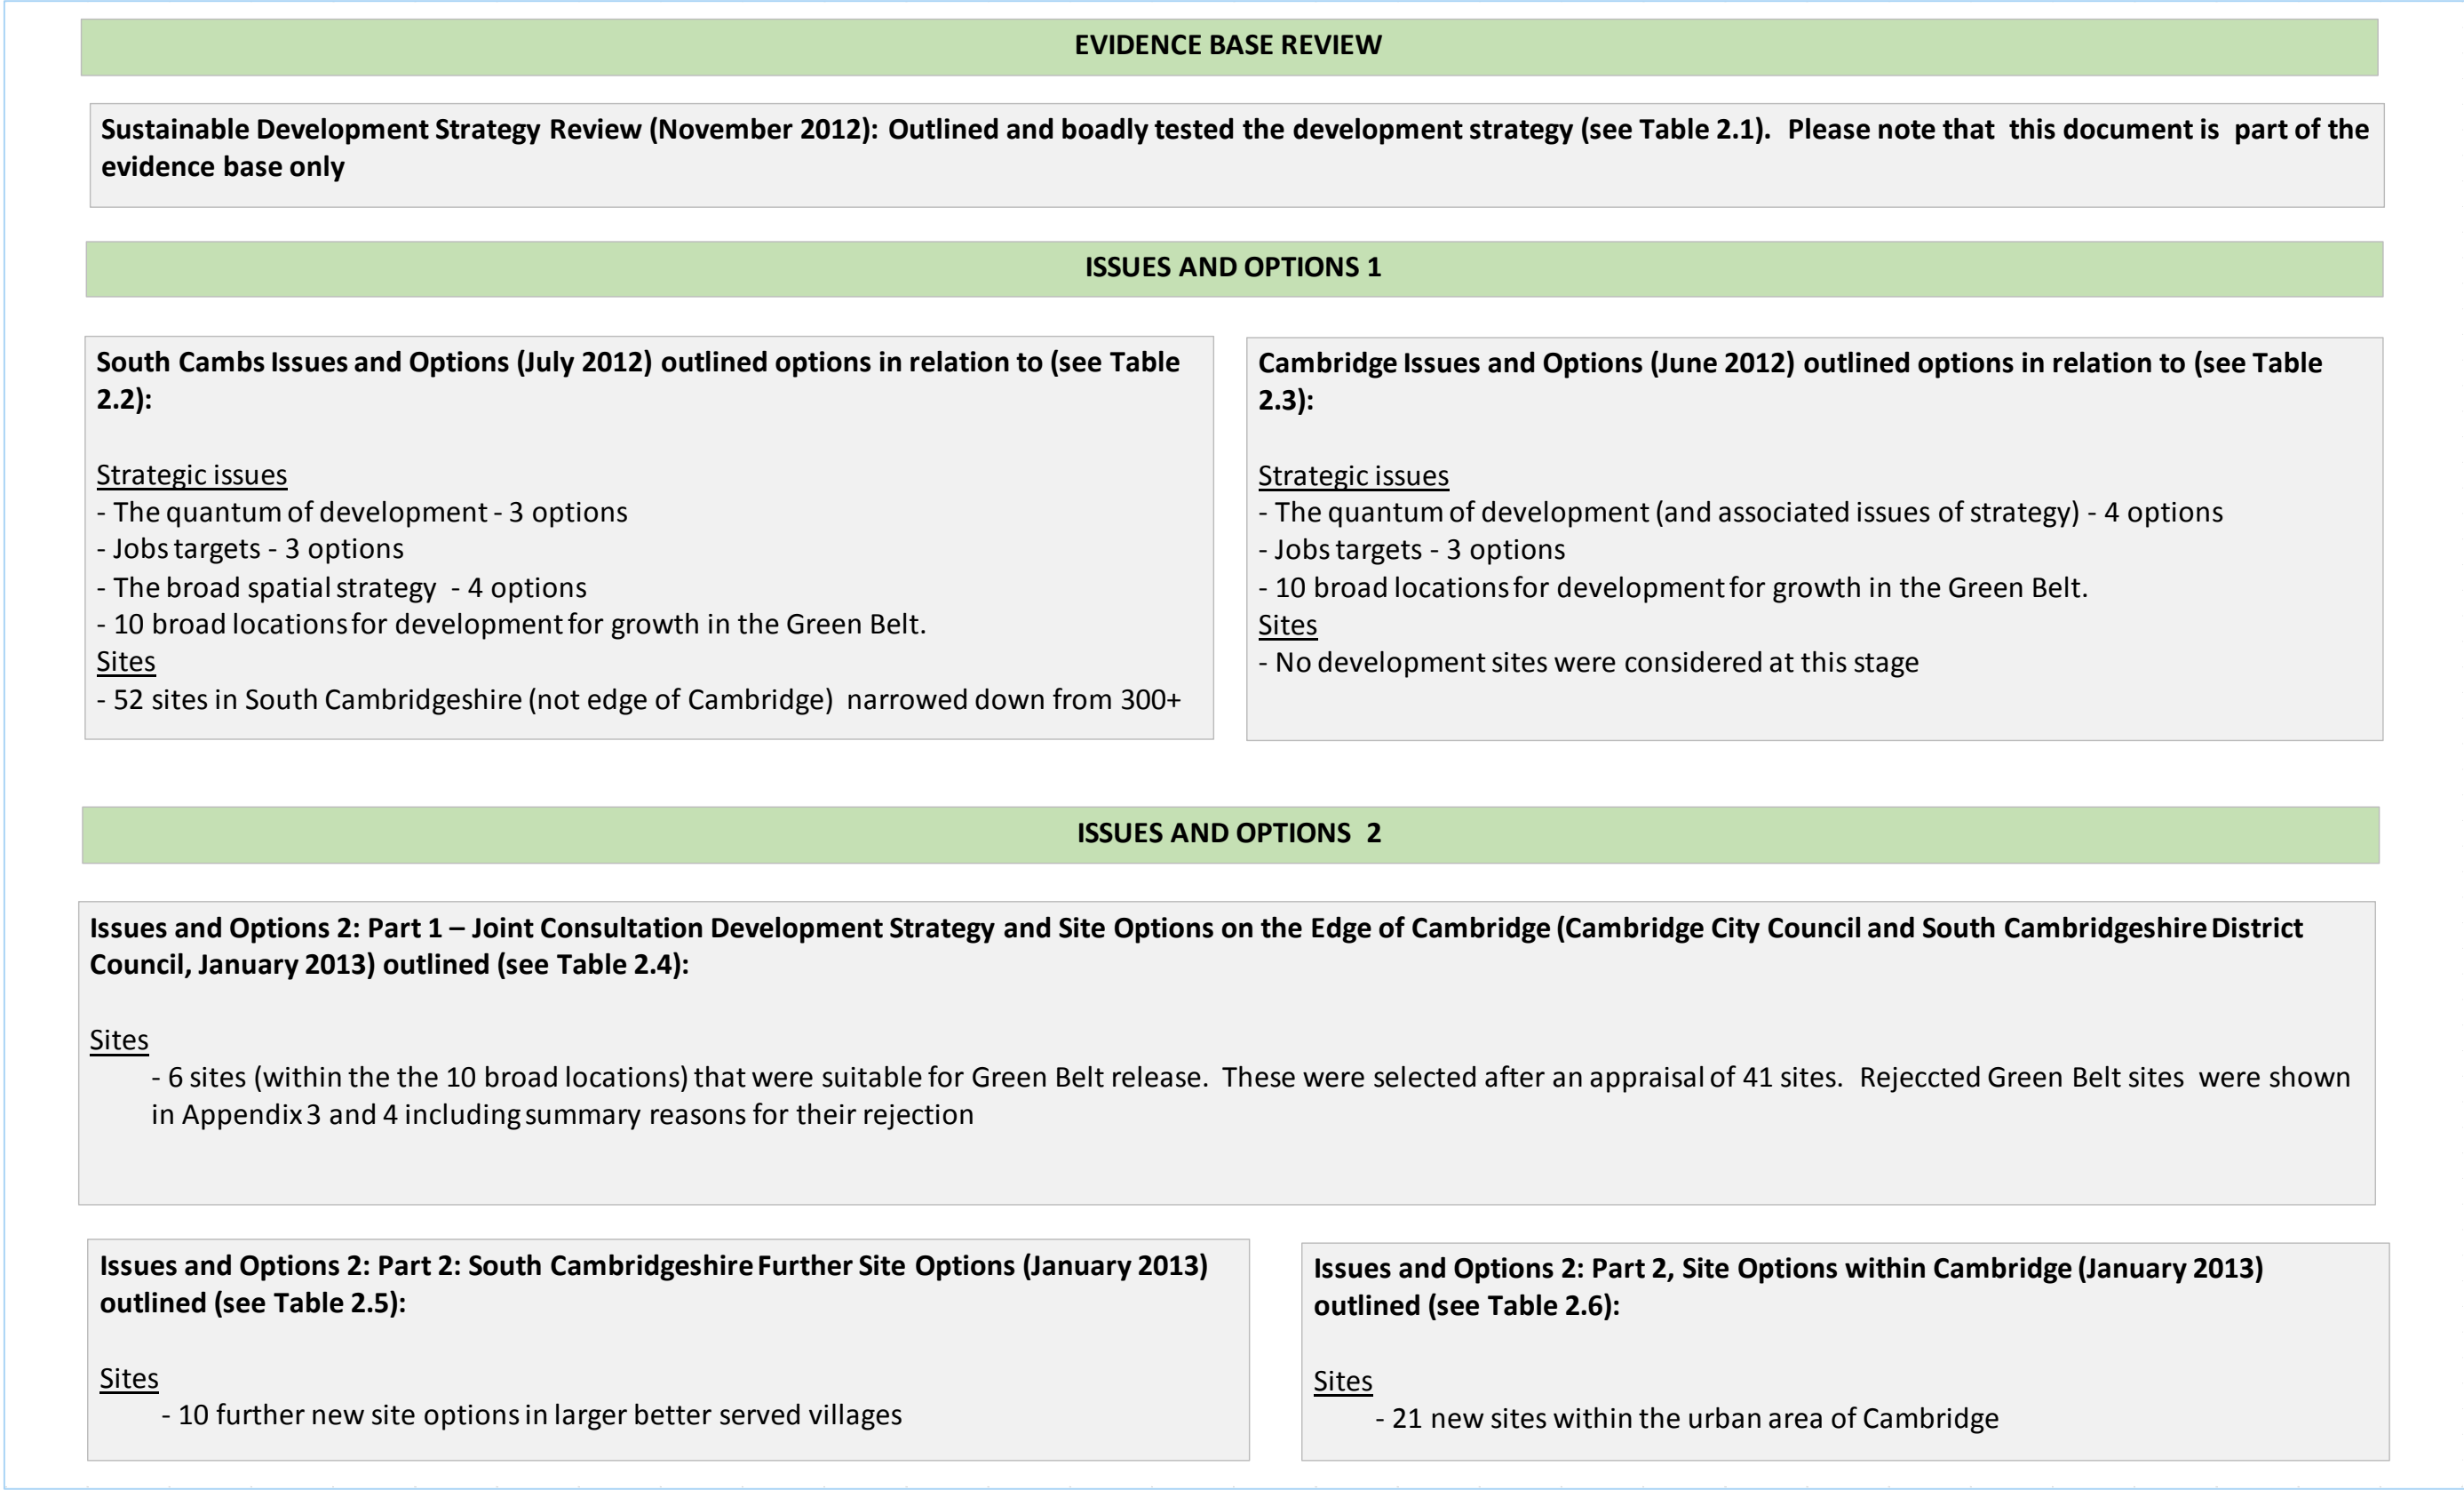 EVIDENCE BASE REVIEW
Sustainable Development Strategy Review (November 2012): Outlined and boadly tested the development strategy (see Table 2.1). Please note that this document is part of the
evidence base only
ISSUES AND OPTIONS 1
South Cambs Issues and Options (July 2012) outlined options in relation to (see Table
2.2):
Strategic issues
- The quantum of development - 3 options
- Jobs targets - 3 options
- The broad spatial strategy - 4 options
- 10 broad locations for development for growth in the Green Belt.
Sites
- 52 sites in South Cambridgeshire (not edge of Cambridge) narrowed down from 300+
Cambridge Issues and Options (June 2012) outlined options in relation to (see Table
2.3):
Strategic issues
- The quantum of development (and associated issues of strategy) - 4 options
- Jobs targets - 3 options
- 10 broad locations for development for growth in the Green Belt.
Sites
- No development sites were considered at this stage
ISSUES AND OPTIONS 2
Issues and Options 2: Part 1 – Joint Consultation Development Strategy and Site Options on the Edge of Cambridge (Cambridge City Council and South Cambridgeshire District
Council, January 2013) outlined (see Table 2.4):
Sites
- 6 sites (within the the 10 broad locations) that were suitable for Green Belt release. These were selected after an appraisal of 41 sites. Rejeccted Green Belt sites were shown
in Appendix 3 and 4 including summary reasons for their rejection
Issues and Options 2: Part 2: South Cambridgeshire Further Site Options (January 2013)
outlined (see Table 2.5):
Sites
- 10 further new site options in larger better served villages
Issues and Options 2: Part 2, Site Options within Cambridge (January 2013)
outlined (see Table 2.6):
Sites
- 21 new sites within the urban area of Cambridge